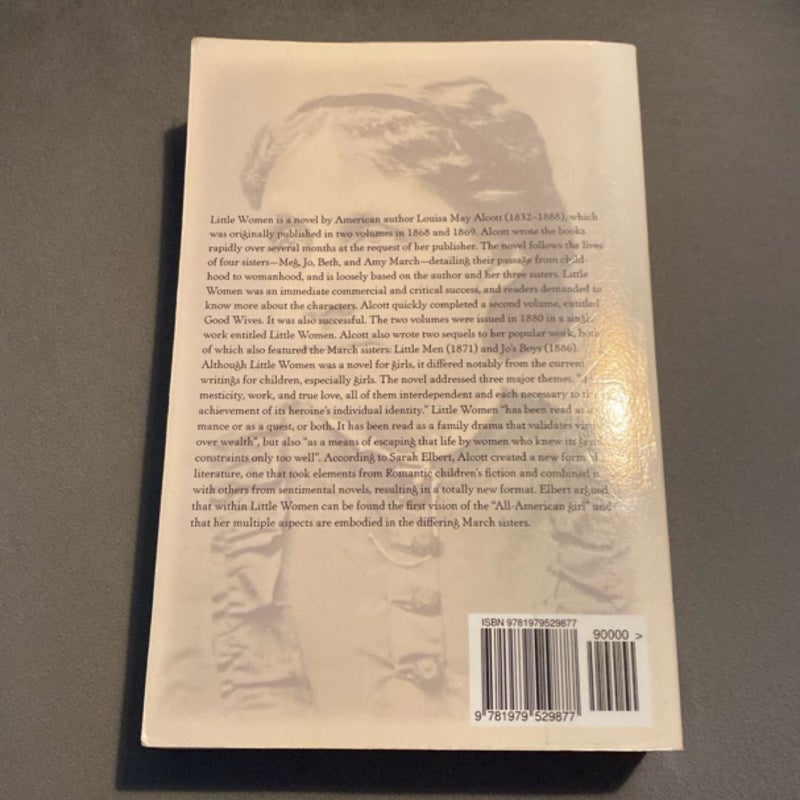 Little Women is a novel by American author Louisa May Alcott (1832–1888), which
was originally published in two volumes in 1868 and 1869. Alcott wrote the books
rapidly over several months at the request of her publisher. The novel follows the lives
of four sisters—Meg, Jo, Beth, and Amy March—detailing their passage from child-
hood to womanhood, and is loosely based on the author and her three sisters. Little
Women was an immediate commercial and critical success, and readers demanded to
know more about the characters. Alcott quickly completed a second volume, entitled
Good Wives. It was also successful. The two volumes were issued in 1880 in a single
work entitled Little Women. Alcott also wrote two sequels to her popular work, both
of which also featured the March sisters: Little Men (1871) and Jo's Boys (1886).
Although Little Women was a novel for girls, it differed notably from the current
writings for children, especially girls. The novel addressed three major themes:
mesticity, work, and true love, all of them interdependent and each necessary to the
achievement of its heroine's individual identity." Little Women "has been read as
mance or as a quest, or both. It has been read as a family drama that validates virtue
over wealth", but also "as a means of escaping that life by women who knew its
constraints only too well". According to Sarah Elbert, Alcott created a new form of
literature, one that took elements from Romantic children's fiction and combined it
with others from sentimental novels, resulting in a totally new format. Elbert argued
that within Little Women can be found the first vision of the "All-American girl" and
that her multiple aspects are embodied in the differing March sisters.
ISBN 9781979529877
90000 >
9 781979 529877